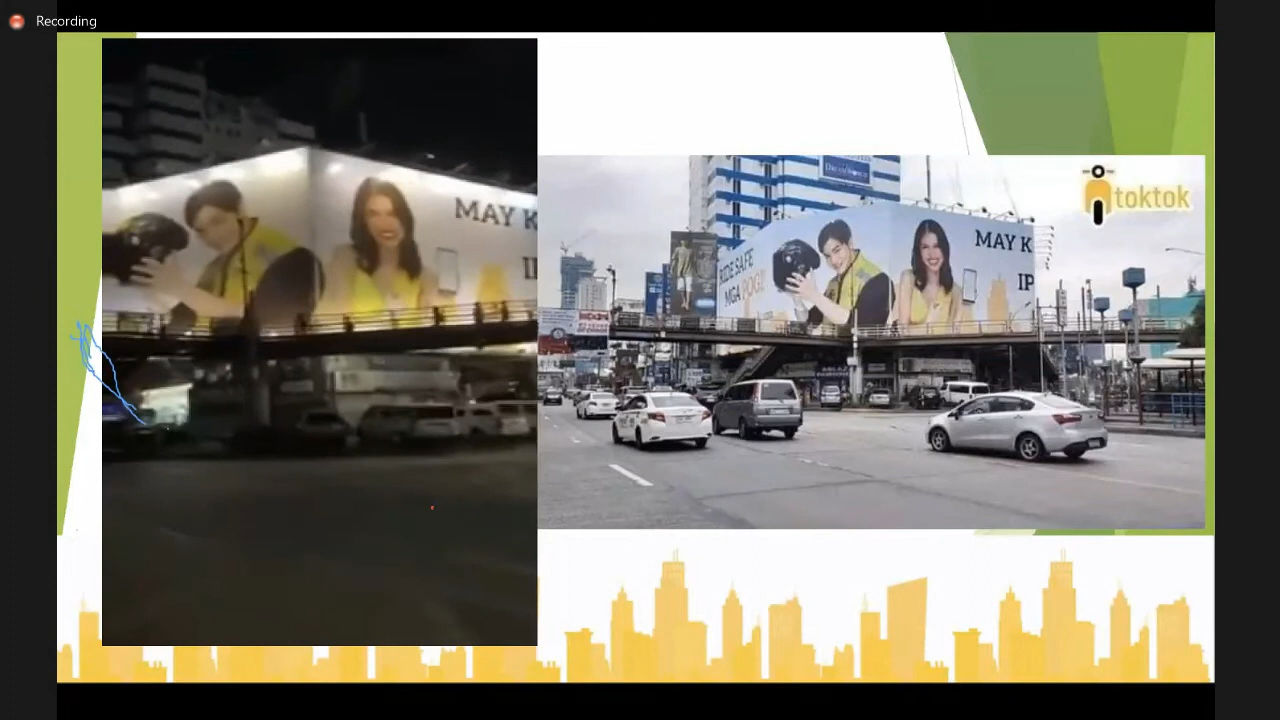 Recording
MAY K
toktok
RIDE SAFE
MGA POGI!
MAY K
IP